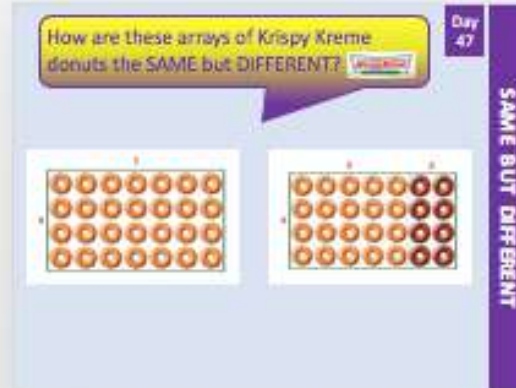 How are these arrays of Krispy Kreme
donuts the SAME but DIFFERENT?
Day
47
SAME BUT DIFFERENT